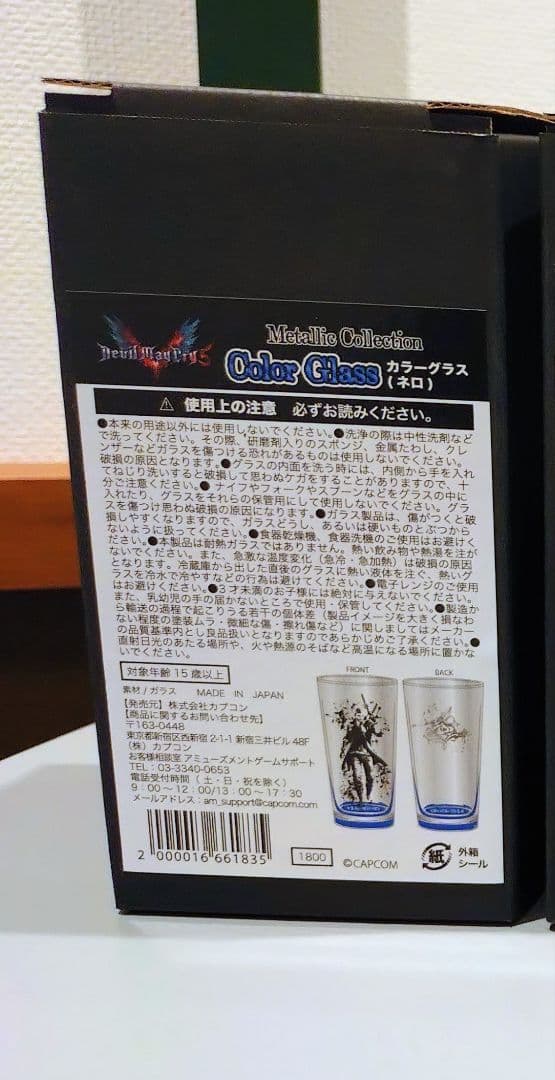 Devil May Cry 5
Metallic Collection
Color Glass カラーグラス
(ネロ)
⚠ 使用上の注意 必ずお読みください。
●本来の用途以外には使用しないでください。●洗浄の際は中性洗剤など
で洗ってください。その際、研磨剤入りのスポンジ、金属たわし、クレ
ンザーなどガラスを傷つける恐れがあるものは使用しないでください。
破損の原因となります。●グラスの内面を洗う時には、内側から手を入れ
てねじり洗いすると破損して思わぬケガをすることがありますので、十
分ご注意ください。●ナイフやフォークやスプーンなどをグラスの中に
入れたり、グラスをそれらの保管用にして使用しないでください。グラ
スを傷つけ思わぬ破損の原因になります。●ガラス製品は、傷がつくと破
損しやすくなりますので、ガラスどうし、あるいは硬いものとぶつから
ないように扱ってください。●食器乾燥機、食器洗機のご使用はお避けく
ださい。●本製品は耐熱ガラスではありません。熱い飲み物や熱湯を注が
ないでください。また、急激な温度変化（急冷・急加熱）は破損の原因
となります。冷蔵庫から出した直後のグラスに熱い液体を注ぐ、熱いグ
ラスを冷水で冷やすなどの行為は避けてください。●電子レンジのご使用
はお避けください。●3才未満のお子様には絶対に与えないでください。
また、乳幼児の手の届かないところで使用・保管してください。●製造か
ら輸送の過程で起こりうる若干の個体差（製品イメージを大きく損なわ
ない程度の塗装ムラ・微細な傷・擦れ傷など）に関しましてはメーカー
の品質基準内とし良品扱いとなりますのであらかじめご了承ください。●
直射日光のあたる場所や、火や熱源のそばなど高温になる場所に置かな
いでください。
対象年齢15歳以上
素材/ガラス MADE IN JAPAN
【発売元】株式会社カプコン
【商品に関するお問い合わせ先】
〒163-0448
東京都新宿区西新宿2-1-1 新宿三井ビル48F
(株) カプコン
お客様相談室 アミューズメントゲームサポート
TEL：03-3340-0653
電話受付時間（土・日・祝を除く）
9：00～12：00/13：00～17：30
メールアドレス：am_support@capcom.com
FRONT
BACK
2 000016 661835
1800
©CAPCOM
紙
外箱
シール